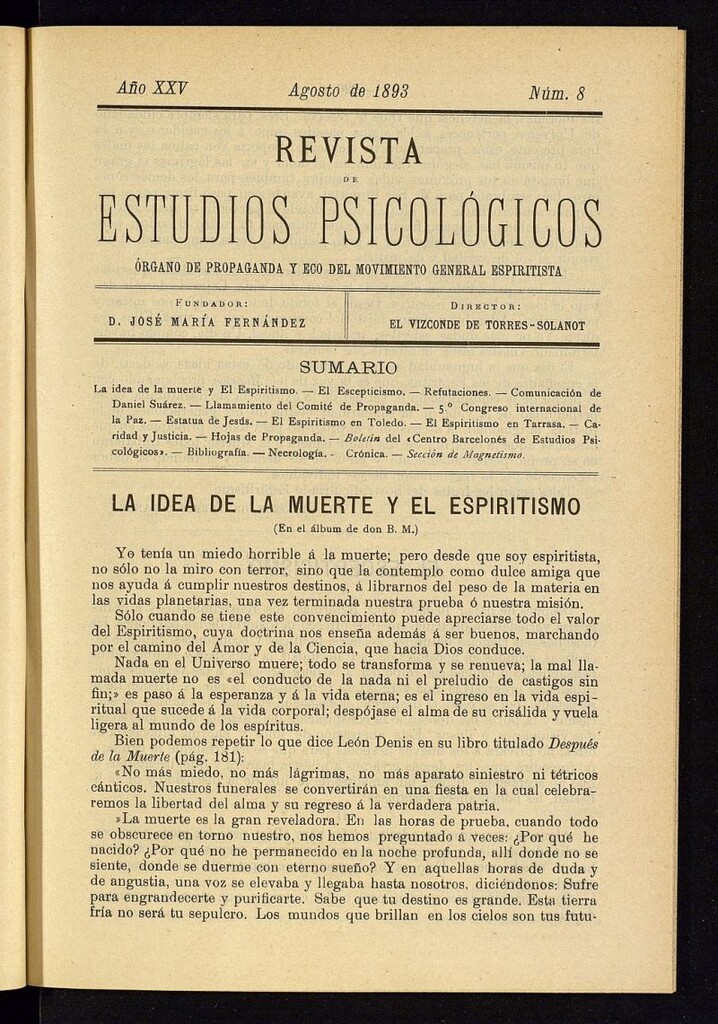 Año XXV Agosto de 1893 Núm. 8
REVISTA
DE
ESTUDIOS PSICOLÓGICOS
ÓRGANO DE PROPAGANDA Y ECO DEL MOVIMIENTO GENERAL ESPIRITISTA
FUNDADOR:
D. JOSÉ MARÍA FERNÁNDEZ
DIRECTOR:
EL VIZCONDE DE TORRES-SOLANOT
SUMARIO
La idea de la muerte y El Espiritismo. — El Escepticismo. — Refutaciones. — Comunicación de
Daniel Suárez. — Llamamiento del Comité de Propaganda. — 5.º Congreso internacional de
la Paz. — Estatua de Jesús. — El Espiritismo en Toledo. — El Espiritismo en Tarrasa. — Ca-
ridad y Justicia. — Hojas de Propaganda. — Boletín del «Centro Barcelonés de Estudios Psi-
cológicos». — Bibliografía. — Necrología. - Crónica. — Sección de Magnetismo.
LA IDEA DE LA MUERTE Y EL ESPIRITISMO
(En el álbum de don B. M.)
Yo tenía un miedo horrible á la muerte; pero desde que soy espiritista,
no sólo no la miro con terror, sino que la contemplo como dulce amiga que
nos ayuda á cumplir nuestros destinos, á librarnos del peso de la materia en
las vidas planetarias, una vez terminada nuestra prueba ó nuestra misión.
Sólo cuando se tiene este convencimiento puede apreciarse todo el valor
del Espiritismo, cuya doctrina nos enseña además á ser buenos, marchando
por el camino del Amor y de la Ciencia, que hacia Dios conduce.
Nada en el Universo muere; todo se transforma y se renueva; la mal lla-
mada muerte no es «el conducto de la nada ni el preludio de castigos sin
fin;» es paso á la esperanza y á la vida eterna; es el ingreso en la vida espi-
ritual que sucede á la vida corporal; despójase el alma de su crisálida y vuela
ligera al mundo de los espíritus.
Bien podemos repetir lo que dice León Denis en su libro titulado Después
de la Muerte (pág. 181):
«No más miedo, no más lágrimas, no más aparato siniestro ni tétricos
cánticos. Nuestros funerales se convertirán en una fiesta en la cual celebra-
remos la libertad del alma y su regreso á la verdadera patria.
»La muerte es la gran reveladora. En las horas de prueba, cuando todo
se obscurece en torno nuestro, nos hemos preguntado á veces: ¿Por qué he
nacido? ¿Por qué no he permanecido en la noche profunda, allí donde no se
siente, donde se duerme con eterno sueño? Y en aquellas horas de duda y
de angustia, una voz se elevaba y llegaba hasta nosotros, diciéndonos: Sufre
para engrandecerte y purificarte. Sabe que tu destino es grande. Esta tierra
fría no será tu sepulcro. Los mundos que brillan en los cielos son tus futu-